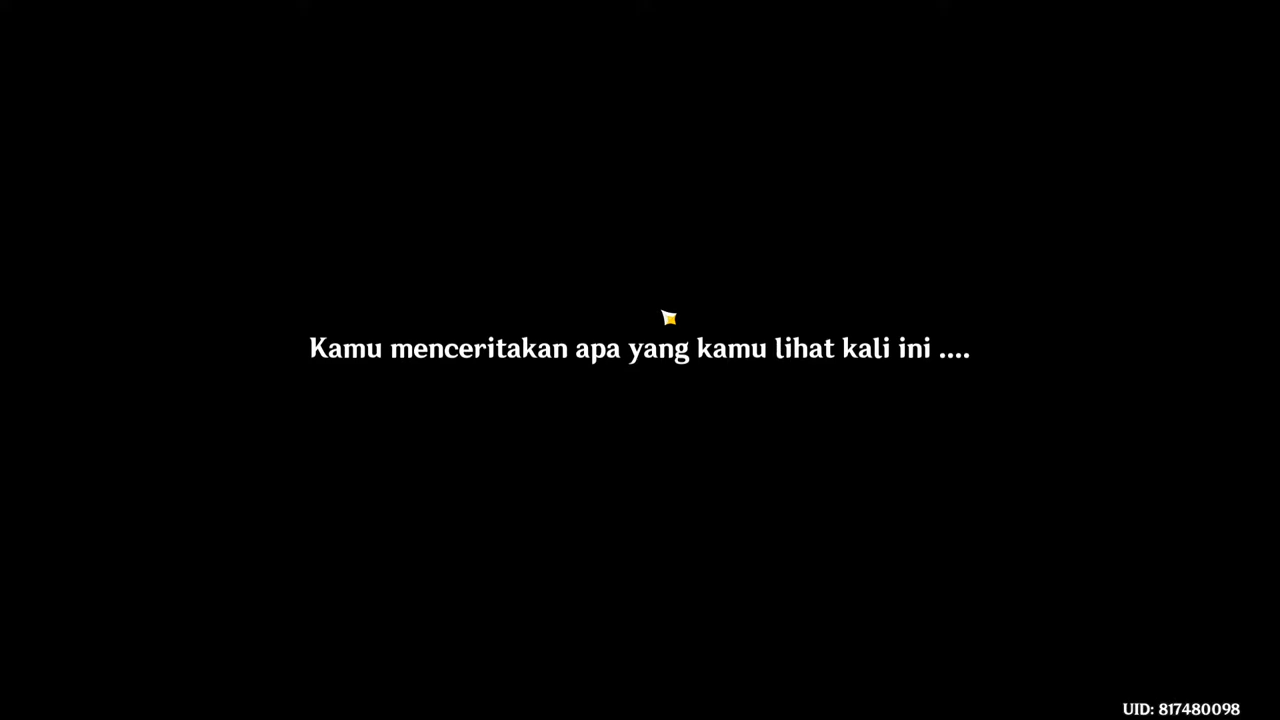 Kamu menceritakan apa yang kamu lihat kali ini ....
UID: 817480098